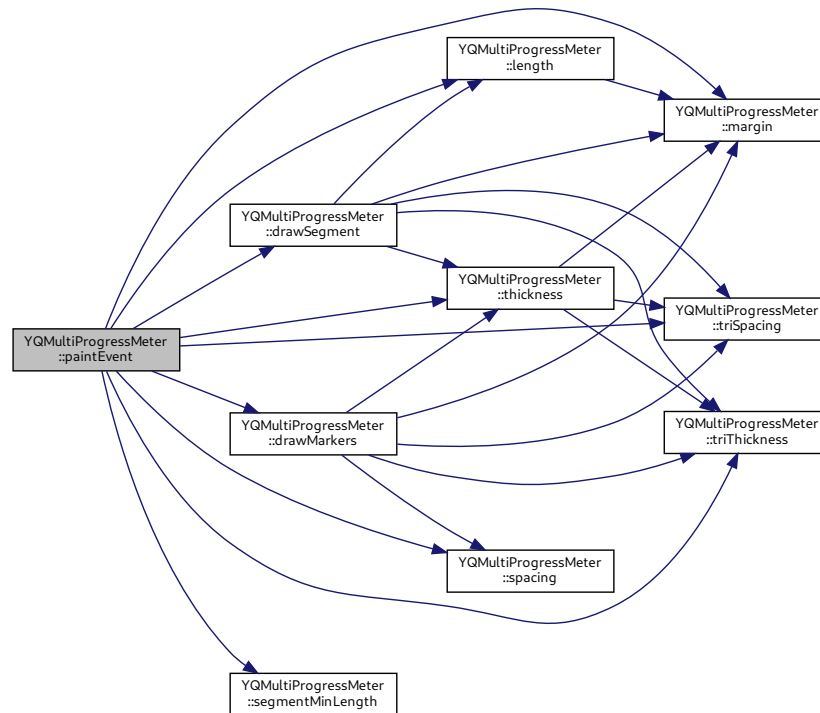 YQMultiProgressMeter
::length
YQMultiProgressMeter
::margin
YQMultiProgressMeter
::drawSegment
YQMultiProgressMeter
::thickness
YQMultiProgressMeter
::triSpacing
YQMultiProgressMeter
::paintEvent
YQMultiProgressMeter
::drawMarkers
YQMultiProgressMeter
::triThickness
YQMultiProgressMeter
::spacing
YQMultiProgressMeter
::segmentMinLength